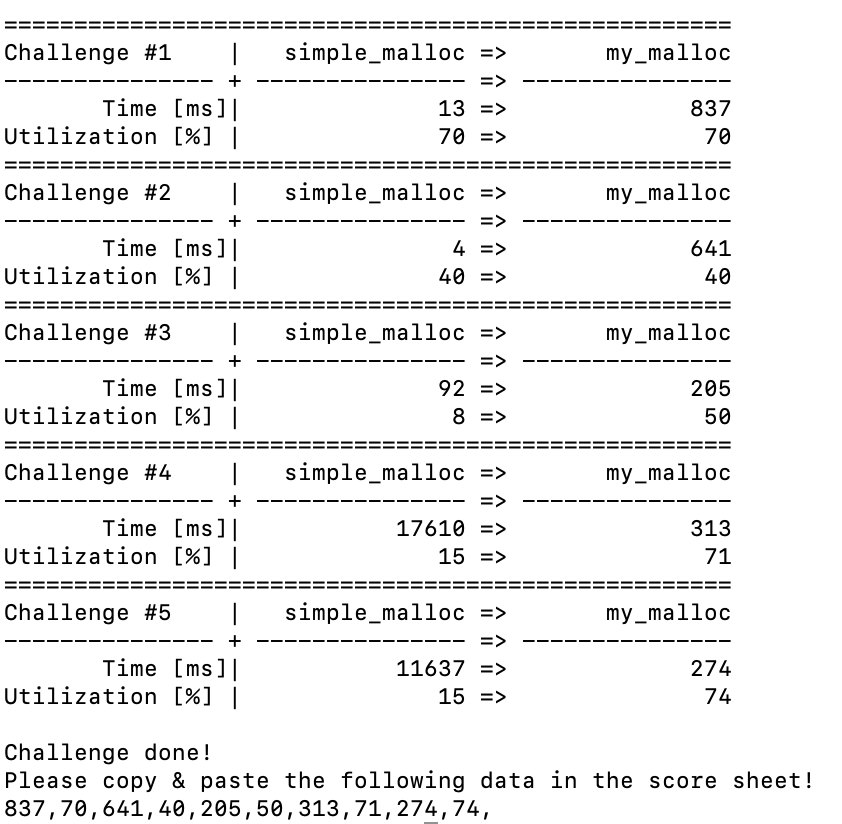 ====================================================
Challenge #1    |   simple_malloc =>       my_malloc
--------------- + --------------- => ---------------
       Time [ms]|              13 =>             837
Utilization [%] |              70 =>              70
====================================================
Challenge #2    |   simple_malloc =>       my_malloc
--------------- + --------------- => ---------------
       Time [ms]|               4 =>             641
Utilization [%] |              40 =>              40
====================================================
Challenge #3    |   simple_malloc =>       my_malloc
--------------- + --------------- => ---------------
       Time [ms]|              92 =>             205
Utilization [%] |               8 =>              50
====================================================
Challenge #4    |   simple_malloc =>       my_malloc
--------------- + --------------- => ---------------
       Time [ms]|           17610 =>             313
Utilization [%] |              15 =>              71
====================================================
Challenge #5    |   simple_malloc =>       my_malloc
--------------- + --------------- => ---------------
       Time [ms]|           11637 =>             274
Utilization [%] |              15 =>              74

Challenge done!
Please copy & paste the following data in the score sheet!
837,70,641,40,205,50,313,71,274,74,